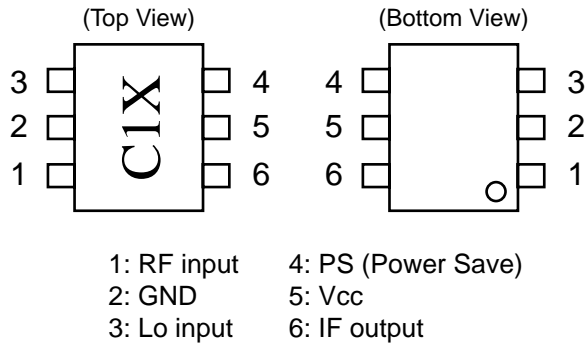 (Top View) (Bottom View)
3 C1X 4 4 3
2 5 5 2
1 6 6 1
1: RF input 4: PS (Power Save)
2: GND 5: Vcc
3: Lo input 6: IF output